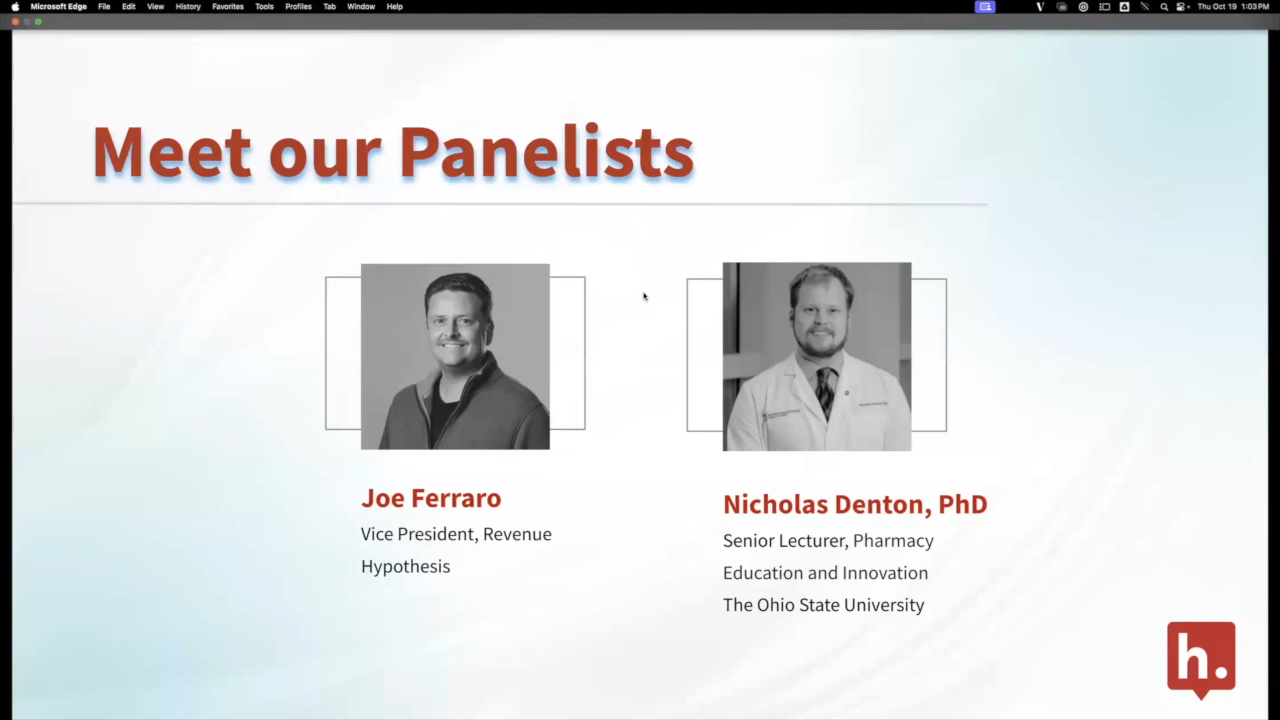 Microsoft Edge File Edit View History Favorites Tools Profiles Tab Window Help
Thu Oct 19 1:03 PM
Meet our Panelists
Joe Ferraro
Vice President, Revenue
Hypothesis
Nicholas Denton, PhD
Senior Lecturer, Pharmacy
Education and Innovation
The Ohio State University
h.